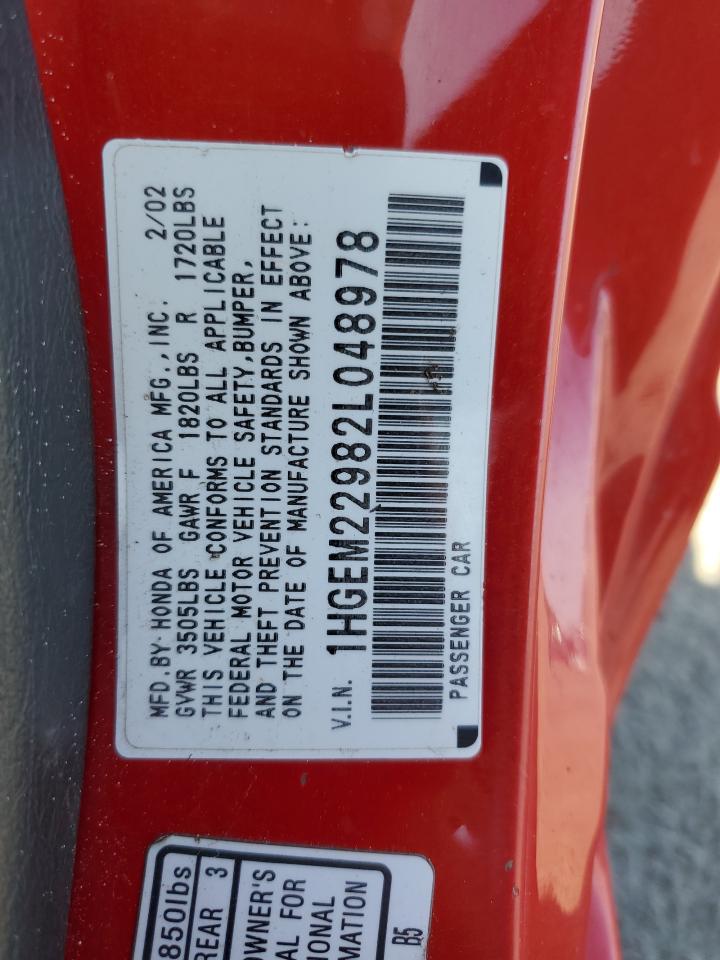 MFD.BY HONDA OF AMERICA MFG.,INC. 2/02
GVWR 3505LBS GAWR F 1820LBS R 1720LBS
THIS VEHICLE CONFORMS TO ALL APPLICABLE
FEDERAL MOTOR VEHICLE SAFETY,BUMPER,
AND THEFT PREVENTION STANDARDS IN EFFECT
ON THE DATE OF MANUFACTURE SHOWN ABOVE:
V.I.N. 1HGEM22982L048978
PASSENGER CAR
850lbs
REAR 3
OWNER'S
AL FOR
IONAL
MATION
B5